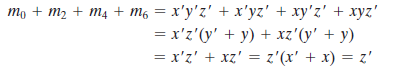 m₀ + m₂ + m₄ + m₆ = x'y'z' + x'yz' + xy'z' + xyz'
= x'z'(y' + y) + xz'(y' + y)
= x'z' + xz' = z'(x' + x) = z'